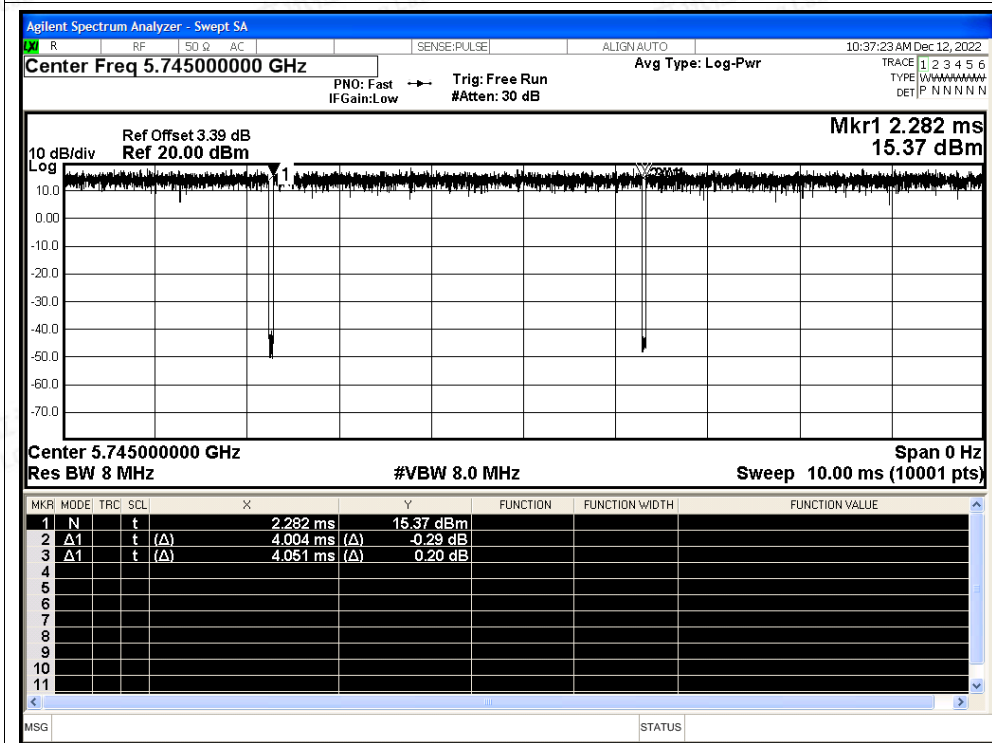 Agilent Spectrum Analyzer - Swept SA
LXI R RF 50 Ω AC SENSE:PULSE ALIGN AUTO 10:37:23 AM Dec 12, 2022
Center Freq 5.745000000 GHz Avg Type: Log-Pwr TRACE 1 2 3 4 5 6
PNO: Fast Trig: Free Run TYPE WWWWWW
IFGain:Low #Atten: 30 dB DET P N N N N N
Mkr1 2.282 ms
Ref Offset 3.39 dB
10 dB/div Ref 20.00 dBm 15.37 dBm
Log
1
10.0
0.00
-10.0
-20.0
-30.0
-40.0
-50.0
-60.0
-70.0
Center 5.745000000 GHz Span 0 Hz
Res BW 8 MHz #VBW 8.0 MHz Sweep 10.00 ms (10001 pts)
MKR MODE TRC SCL X Y FUNCTION FUNCTION WIDTH FUNCTION VALUE
1 N t 2.282 ms 15.37 dBm
2 Δ1 t (Δ) 4.004 ms (Δ) -0.29 dB
3 Δ1 t (Δ) 4.051 ms (Δ) 0.20 dB
4
5
6
7
8
9
10
11
MSG STATUS